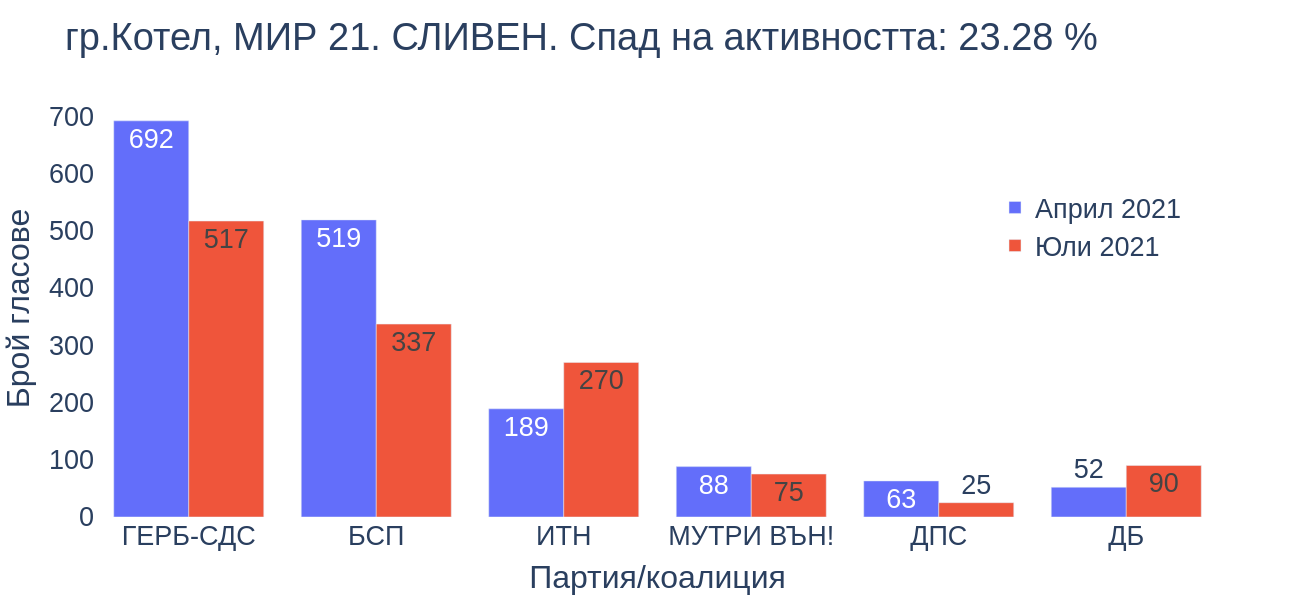 гр.Котел, МИР 21. СЛИВЕН. Спад на активността: 23.28 %
700
600
500
400
300
200
100
0
Брой гласове
692
517
519
337
189
270
88
75
63
25
52
90
Април 2021
Юли 2021
ГЕРБ-СДС
БСП
ИТН
МУТРИ ВЪН!
ДПС
ДБ
Партия/коалиция